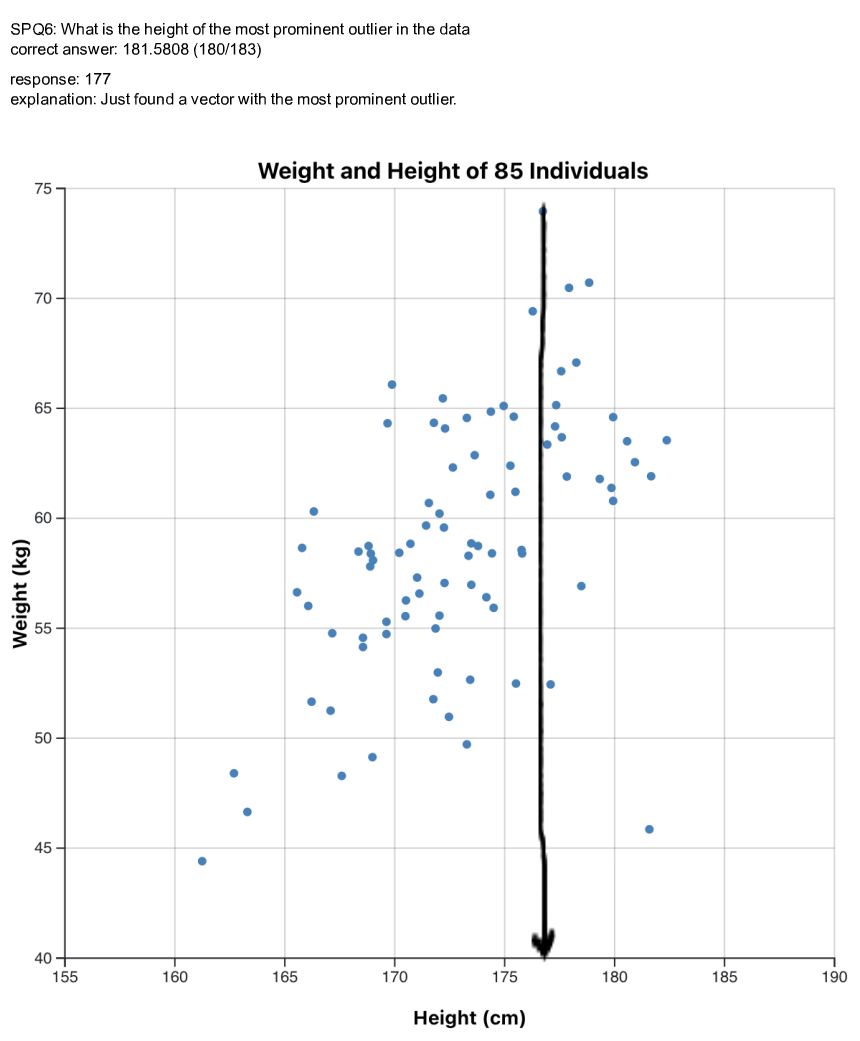 SPQ6: What is the height of the most prominent outlier in the data
correct answer: 181.5808 (180/183)
response: 177
explanation: Just found a vector with the most prominent outlier.
Weight and Height of 85 Individuals
75
70
65
60
55
50
45
40
Weight (kg)
155 160 165 170 175 180 185 190
Height (cm)